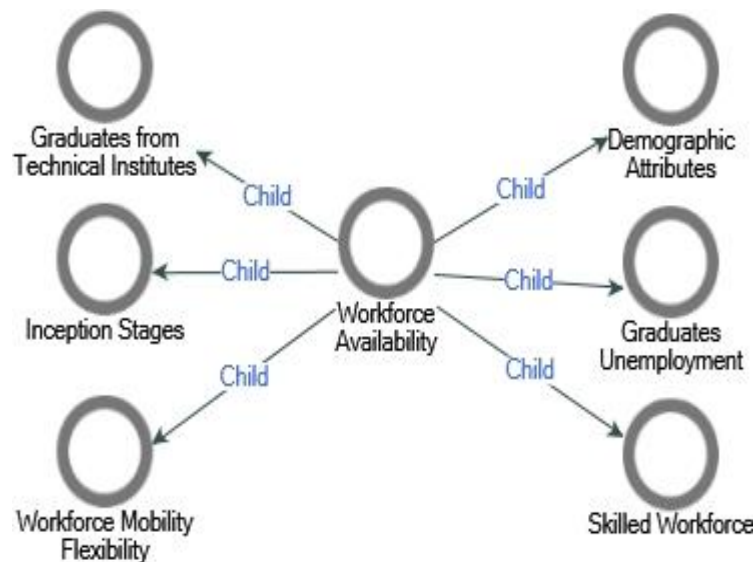 Graduates from
Technical Institutes
Demographic
Attributes
Child
Child
Child
Child
Inception Stages
Workforce
Availability
Graduates
Unemployment
Child
Child
Workforce Mobility
Flexibility
Skilled Workforce